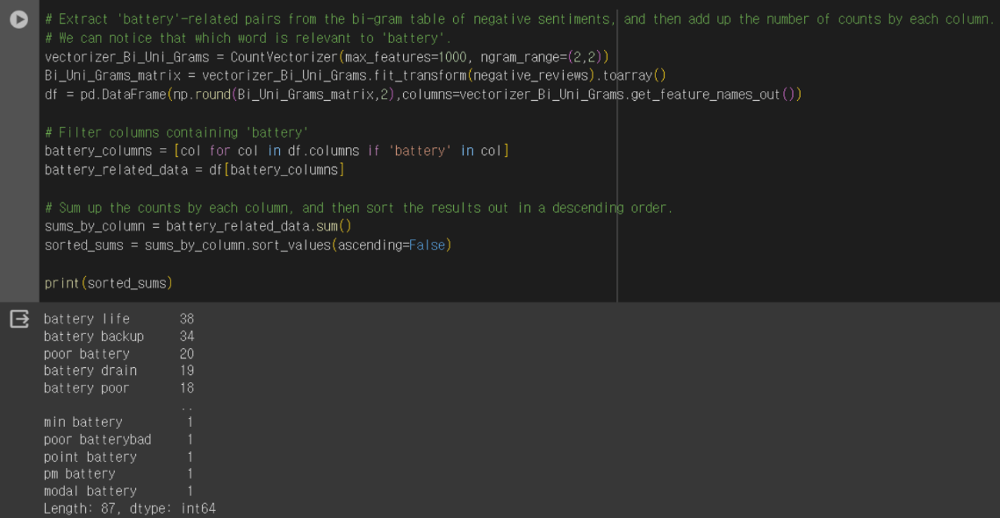 # Extract 'battery'-related pairs from the bi-gram table of negative sentiments, and then add up the number of counts by each column.
# We can notice that which word is relevant to 'battery'.
vectorizer_Bi_Uni_Grams = CountVectorizer(max_features=1000, ngram_range=(2,2))
Bi_Uni_Grams_matrix = vectorizer_Bi_Uni_Grams.fit_transform(negative_reviews).toarray()
df = pd.DataFrame(np.round(Bi_Uni_Grams_matrix,2),columns=vectorizer_Bi_Uni_Grams.get_feature_names_out())

# Filter columns containing 'battery'
battery_columns = [col for col in df.columns if 'battery' in col]
battery_related_data = df[battery_columns]

# Sum up the counts by each column, and then sort the results out in a descending order.
sums_by_column = battery_related_data.sum()
sorted_sums = sums_by_column.sort_values(ascending=False)

print(sorted_sums)
battery life 38
battery backup 34
poor battery 20
battery drain 19
battery poor 18
..
min battery 1
poor batterybad 1
point battery 1
pm battery 1
modal battery 1
Length: 87, dtype: int64